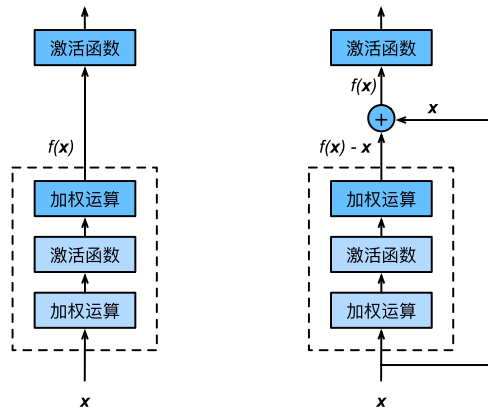 激活函数
f(x)
加权运算
激活函数
加权运算
x
激活函数
f(x)
x
+
f(x) - x
加权运算
激活函数
加权运算
x